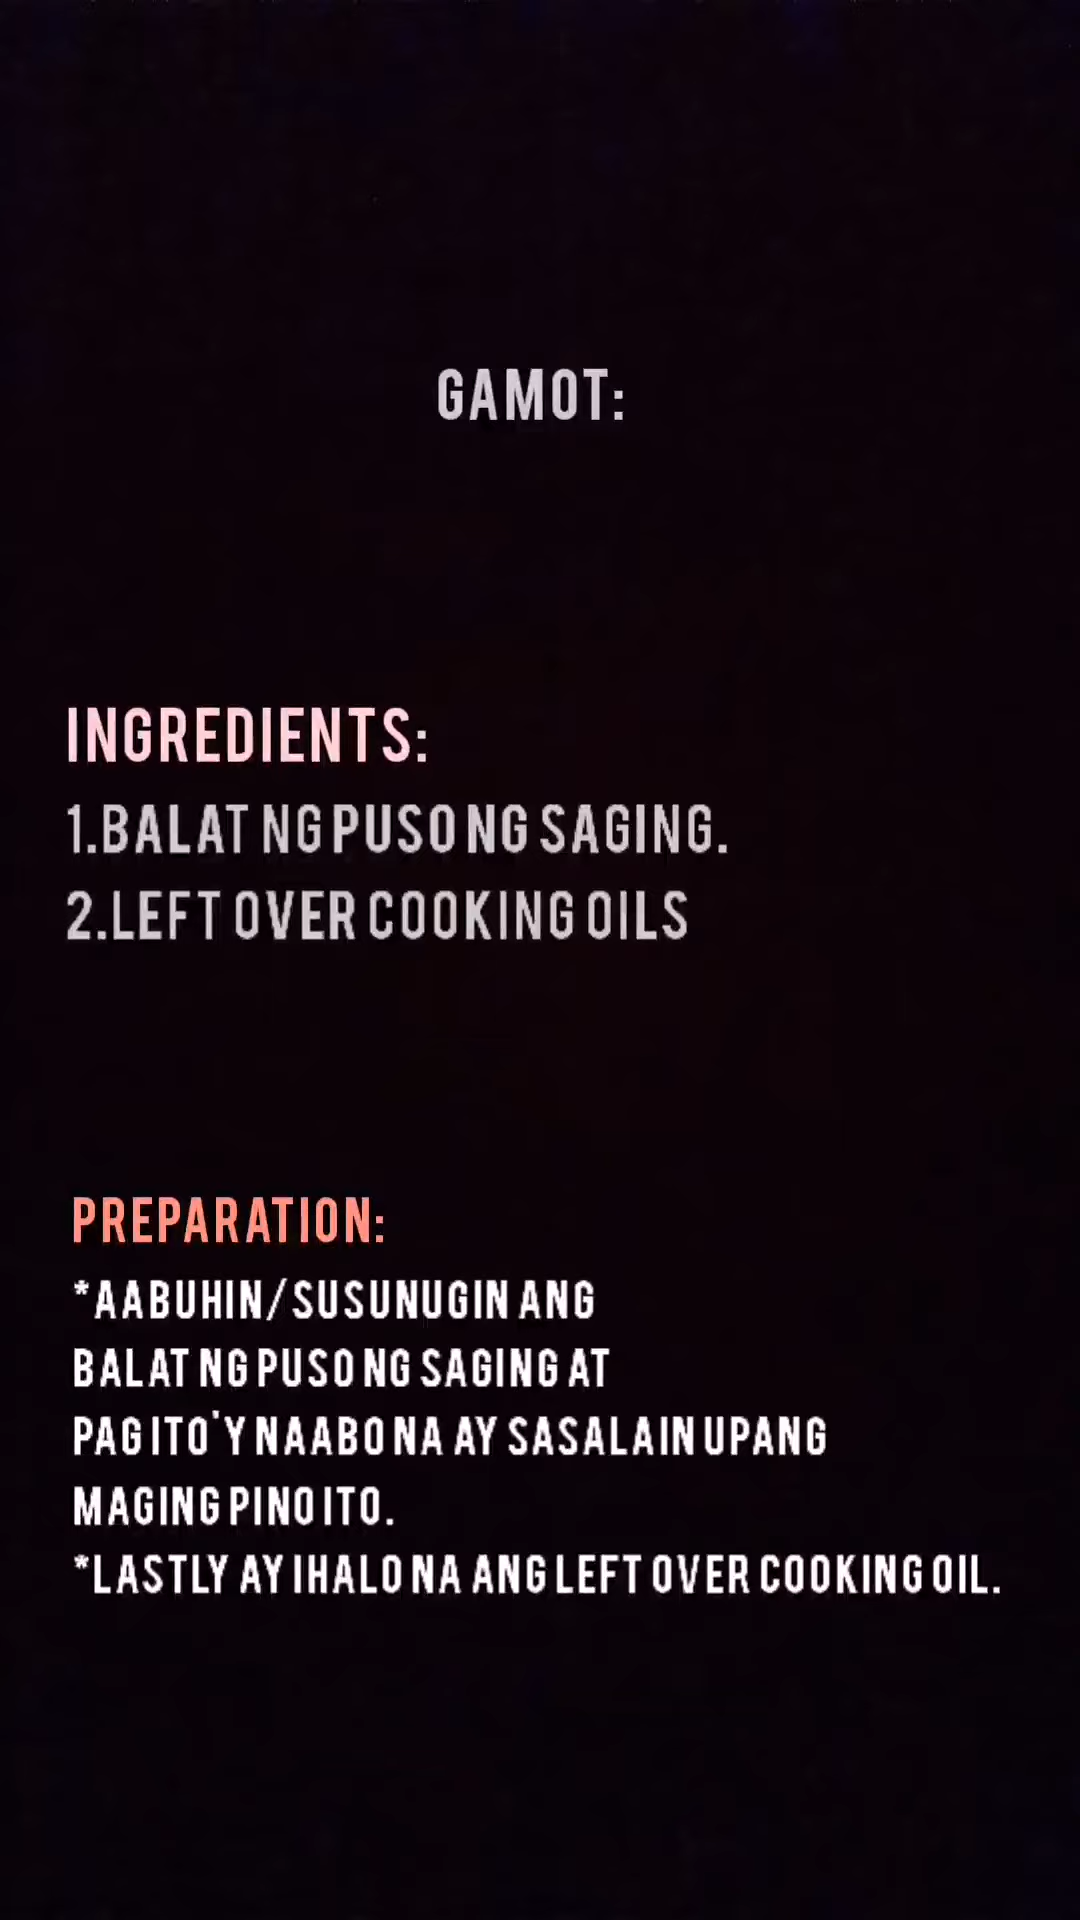 GAMOT:
INGREDIENTS:
1.BALAT NG PUSO NG SAGING.
2.LEFT OVER COOKING OILS
PREPARATION:
*AABUHIN/SUSUNUGIN ANG
BALAT NG PUSO NG SAGING AT
PAG ITO'Y NAABO NA AY SASALAIN UPANG
MAGING PINO ITO.
*LASTLY AY IHALO NA ANG LEFT OVER COOKING OIL.